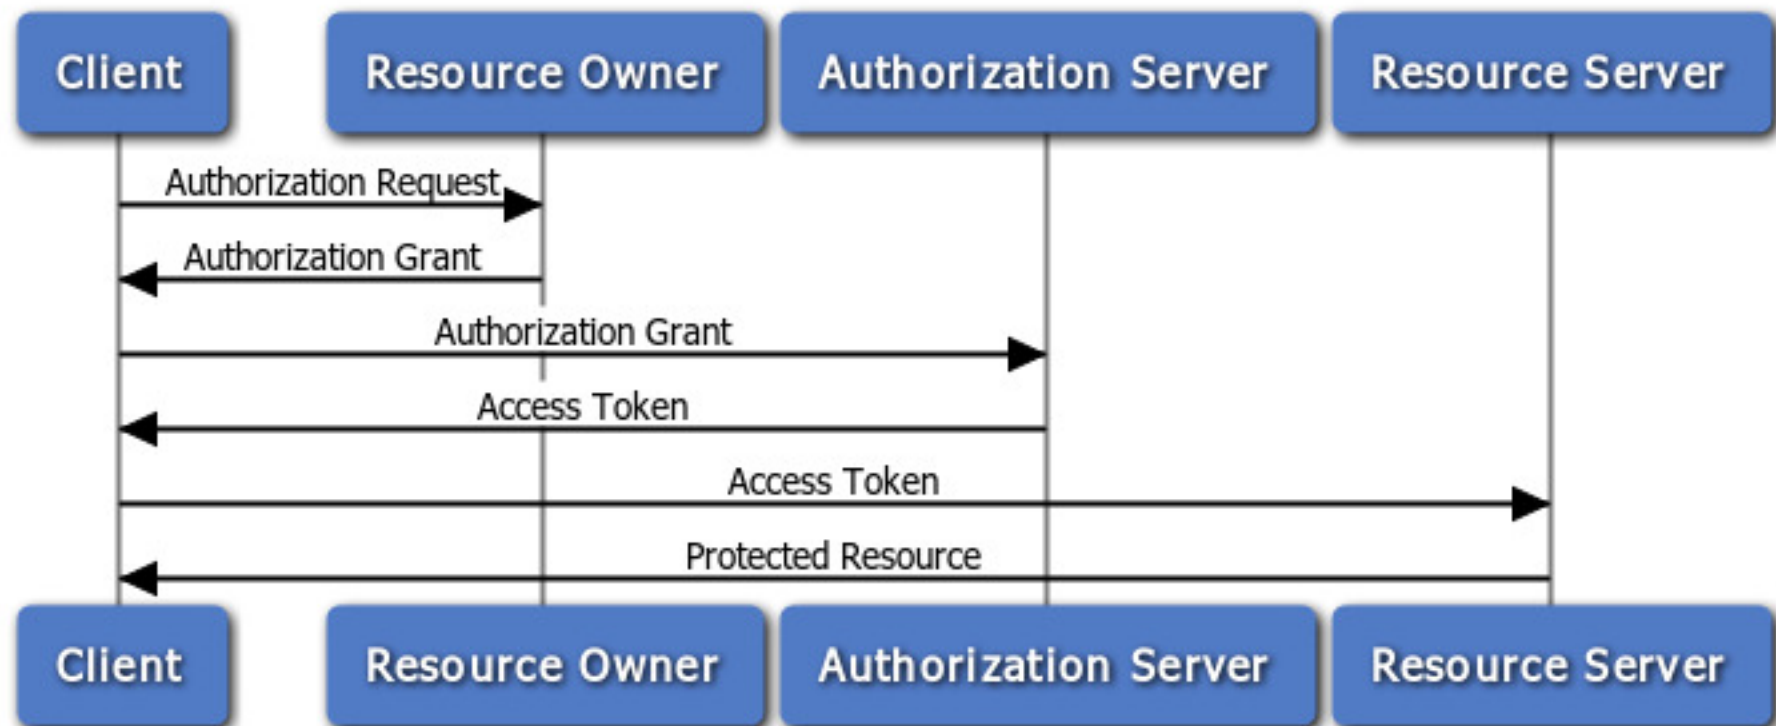 Client
Resource Owner
Authorization Server
Resource Server
Authorization Request
Authorization Grant
Authorization Grant
Access Token
Access Token
Protected Resource
Client
Resource Owner
Authorization Server
Resource Server